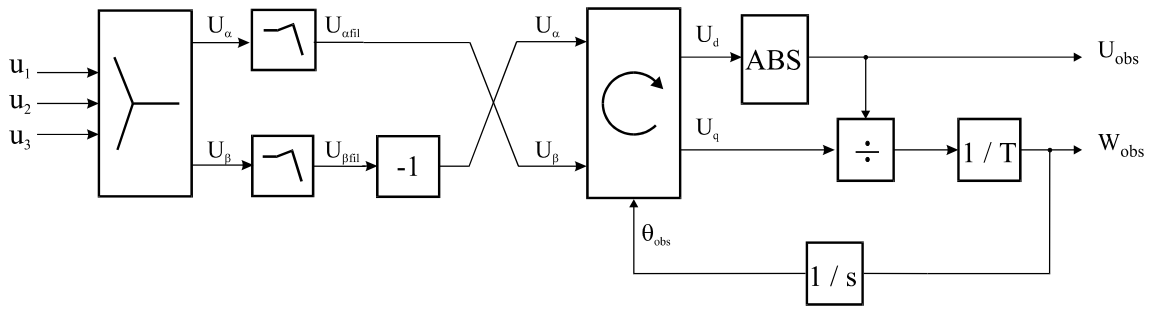 u₁
u₂
u₃
Uα
Uβ
Uαfil
Uβfil
-1
Uα
Uβ
Ud
Uq
ABS
÷
1 / T
Uobs
Wobs
θobs
1 / s